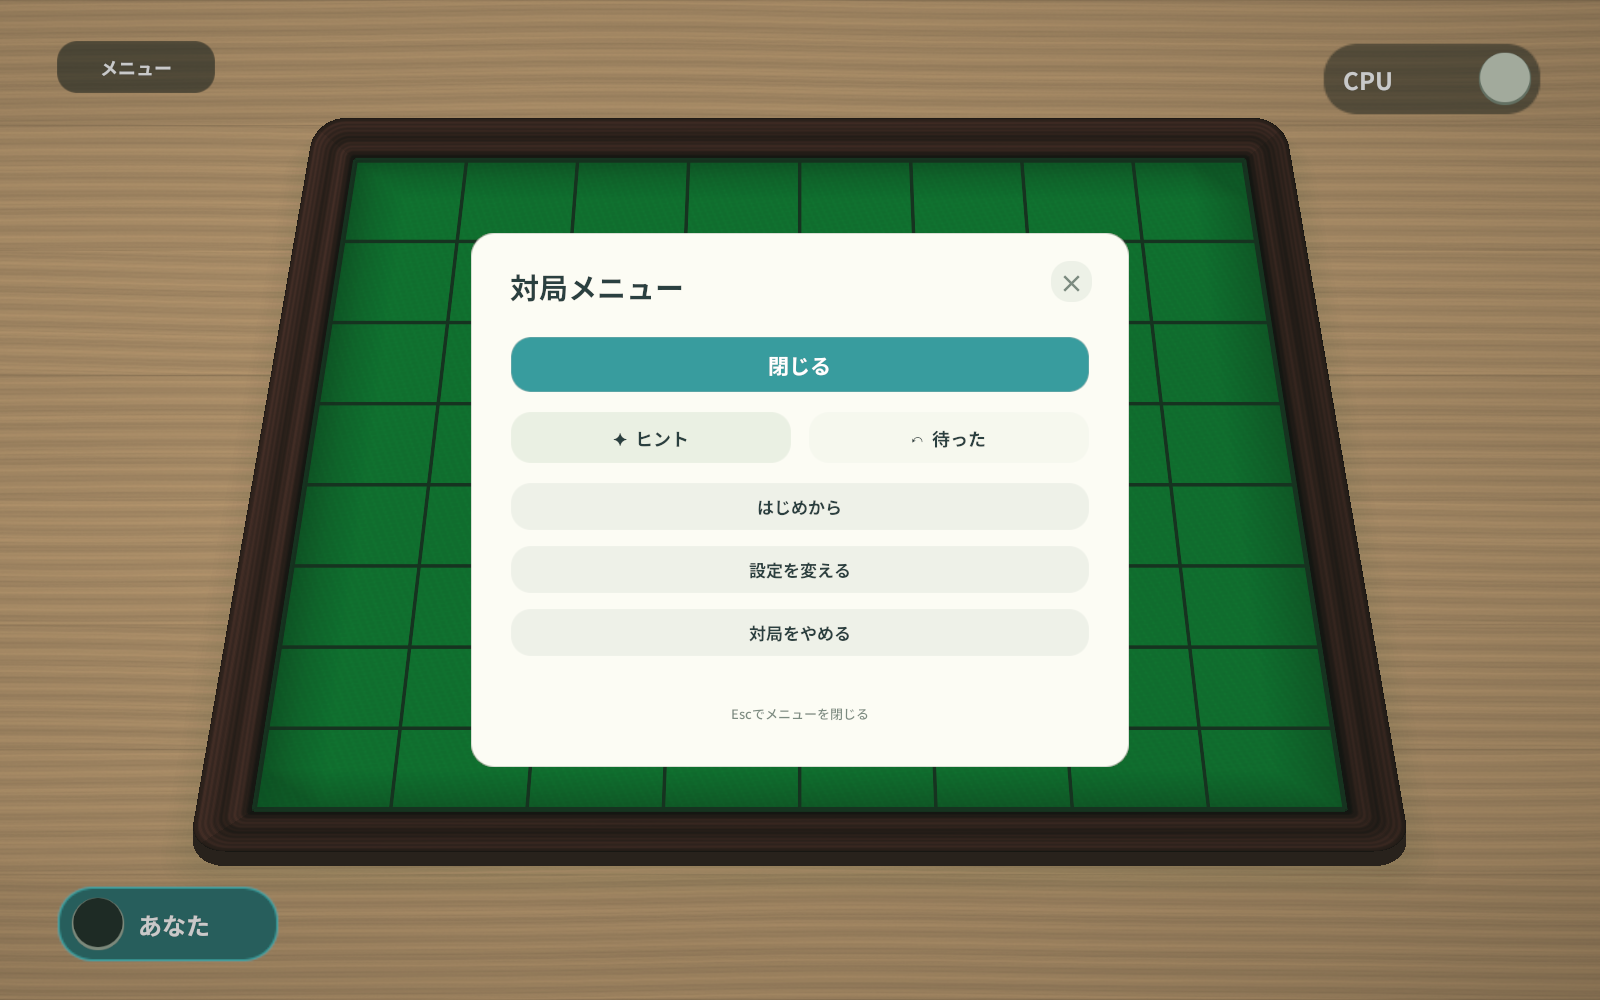 メニュー
CPU
対局メニュー
閉じる
✦ ヒント
⤺ 待った
はじめから
設定を変える
対局をやめる
Escでメニューを閉じる
あなた